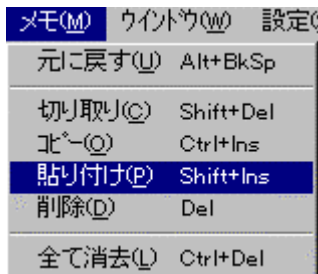 メモ(M) ウインドウ(W) 設定(
元に戻す(U) Alt+BkSp
切り取り(C) Shift+Del
コピー(O) Ctrl+Ins
貼り付け(P) Shift+Ins
削除(D) Del
全て消去(L) Ctrl+Del